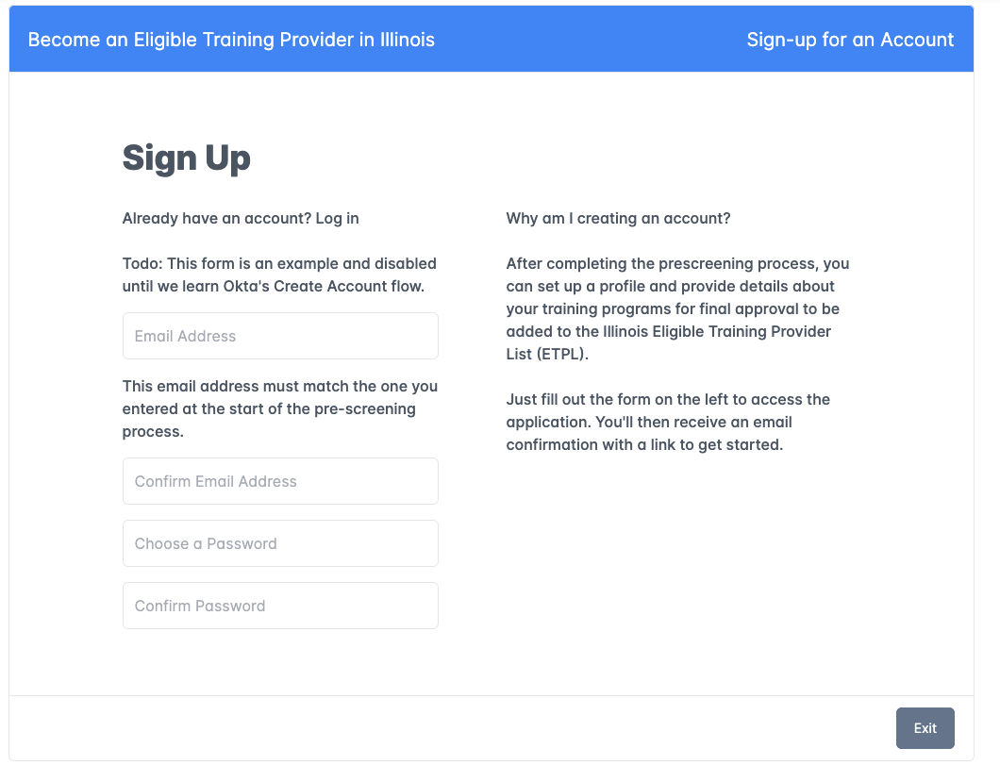 Become an Eligible Training Provider in Illinois
Sign-up for an Account
Sign Up
Already have an account? Log in
Todo: This form is an example and disabled
until we learn Okta's Create Account flow.
Email Address
This email address must match the one you
entered at the start of the pre-screening
process.
Confirm Email Address
Choose a Password
Confirm Password
Why am I creating an account?
After completing the prescreening process, you
can set up a profile and provide details about
your training programs for final approval to be
added to the Illinois Eligible Training Provider
List (ETPL).
Just fill out the form on the left to access the
application. You'll then receive an email
confirmation with a link to get started.
Exit